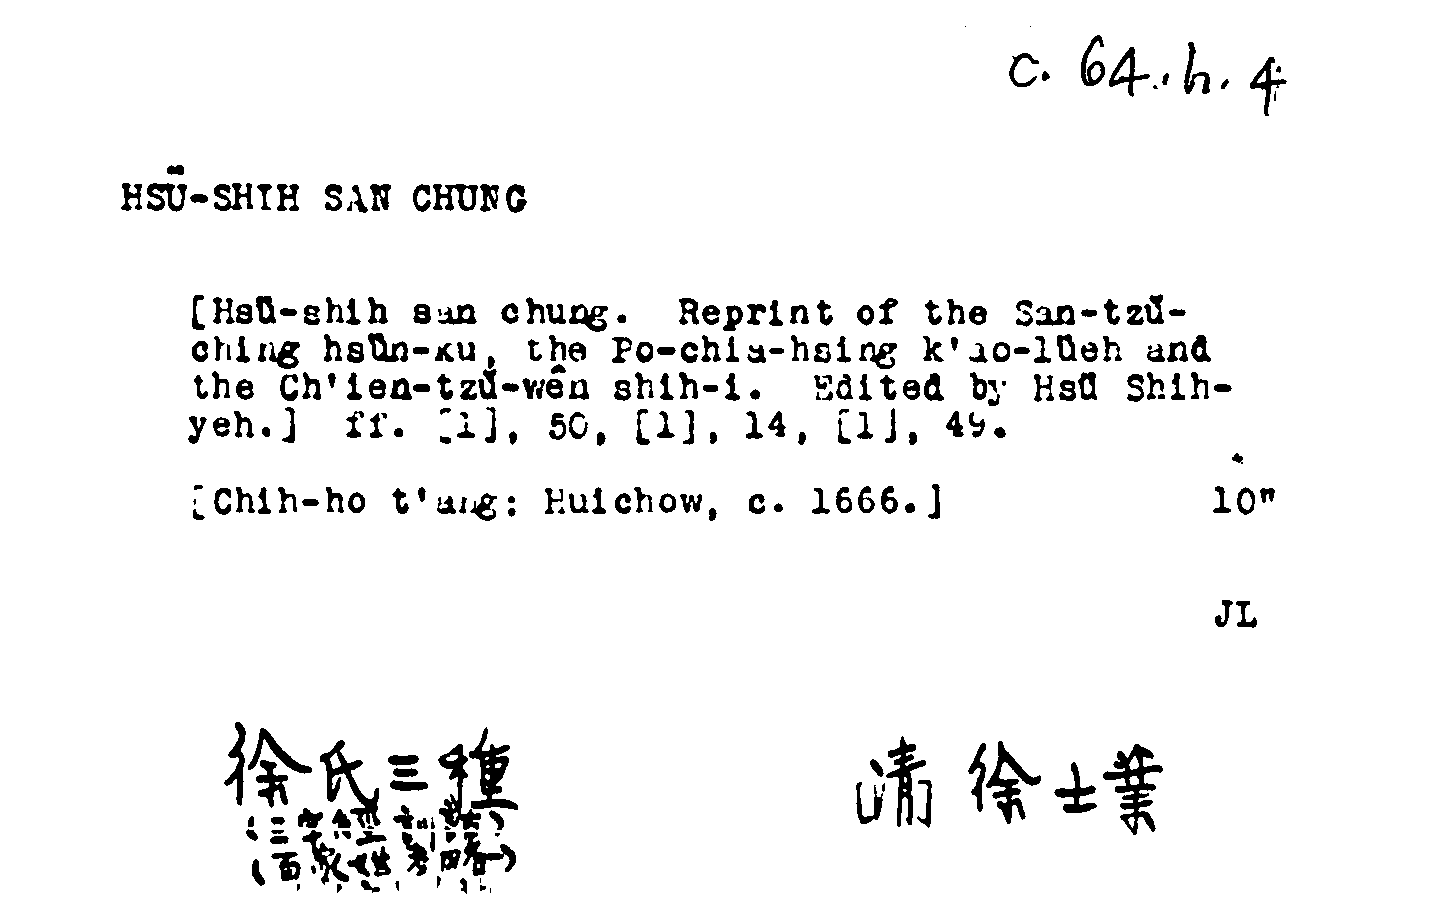 c. 64.h.4
HSÜ-SHIH SAN CHUNG
[Hsü-shih san chung. Reprint of the San-tzŭ-
ching hsün-ku, the Po-chia-hsing k'ao-lüeh and
the Ch'ien-tzŭ-wên shih-i. Edited by Hsü Shih-
yeh.] ff. [1], 50, [1], 14, [1], 49.
[Chih-ho t'ang: Huichow, c. 1666.] 10"
JL
徐氏三種 [清] 徐士業
(三字經訓詁)
(百家姓考略)